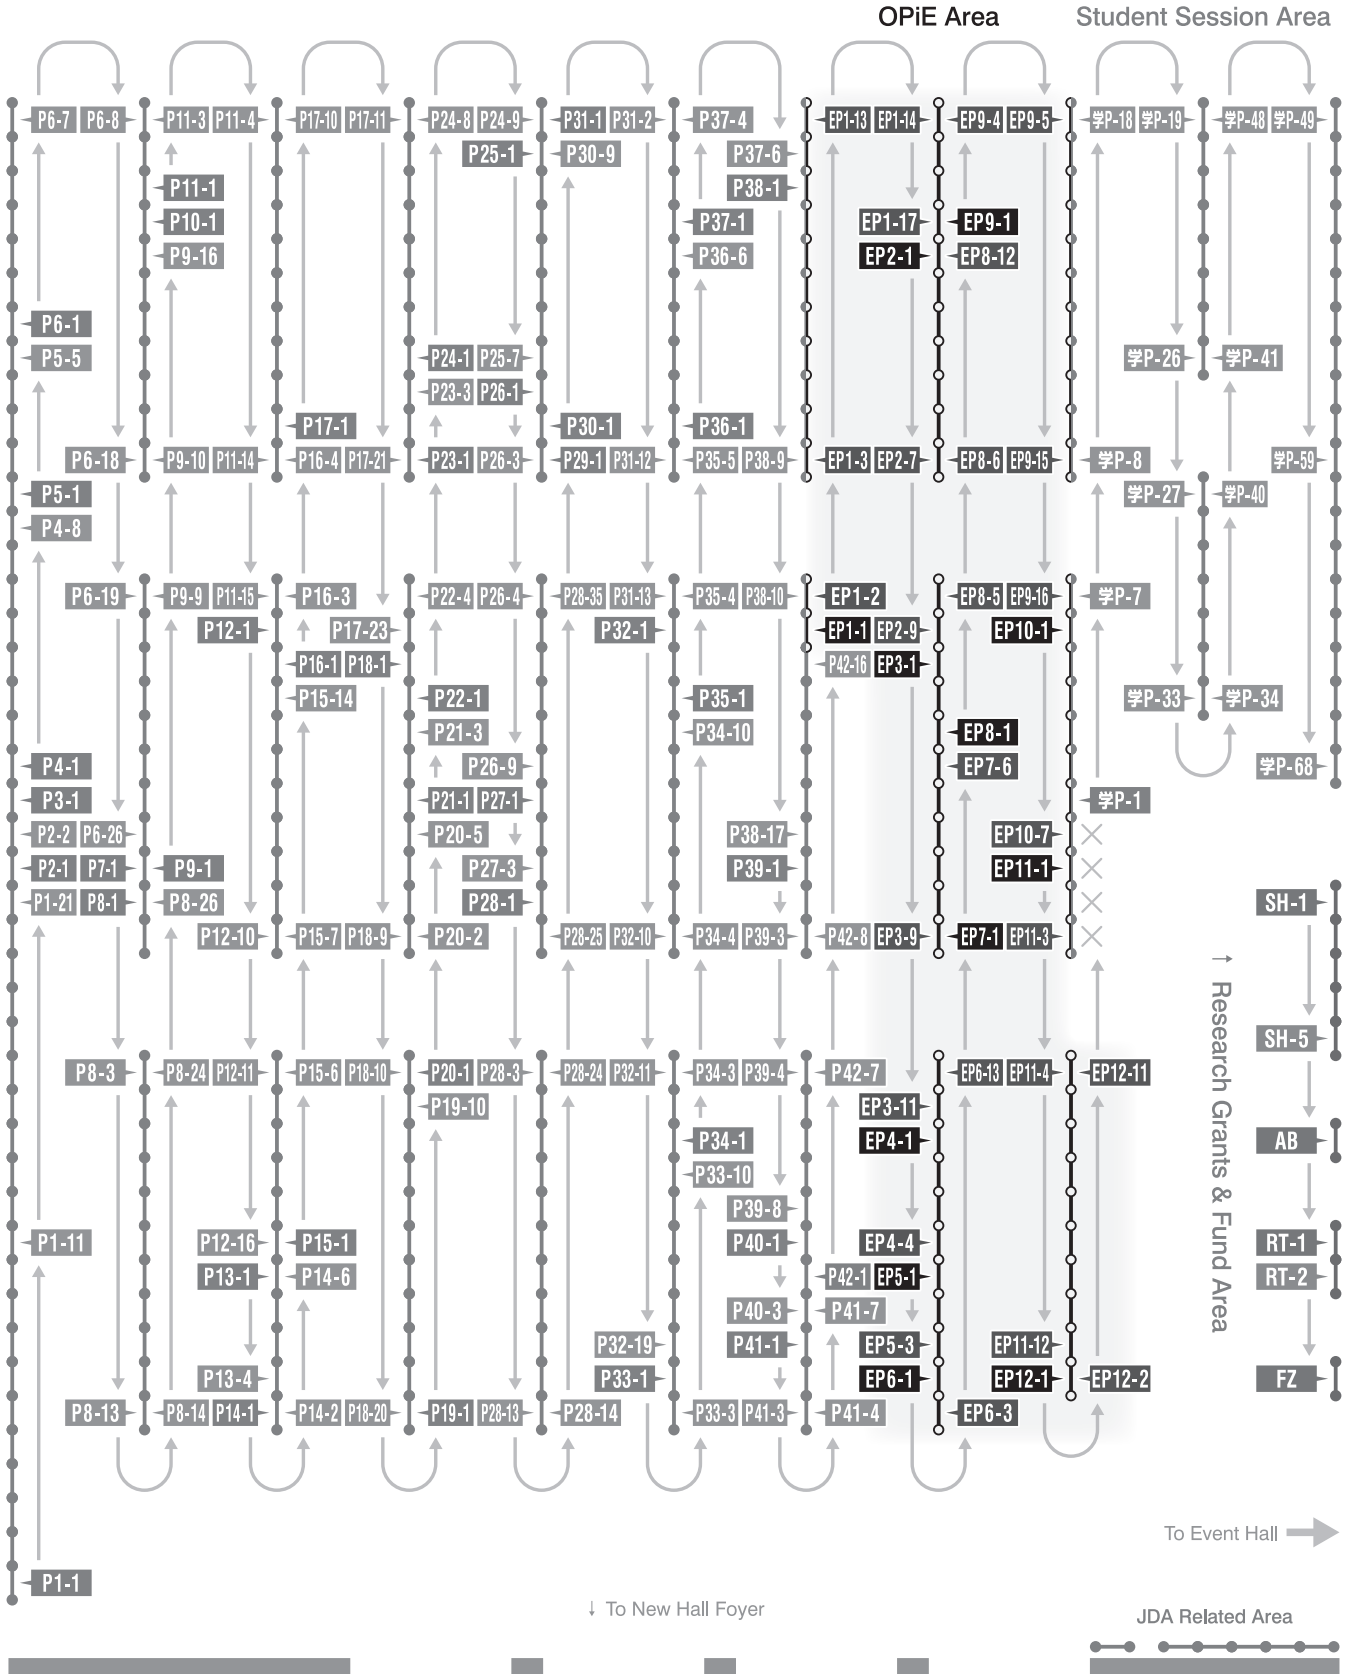 OPiE Area Student Session Area
P6-7 P6-8 P11-3 P11-4 P17-10 P17-11 P24-8 P24-9 P31-1 P31-2 P37-4 EP1-13 EP1-14 EP9-4 EP9-5 学P-18 学P-19 学P-48 学P-49
P25-1 P30-9 P37-6
P11-1 P38-1
P10-1 P37-1 EP1-17 EP9-1
P9-16 P36-6 EP2-1 EP8-12
P6-1
P5-5 P24-1 P25-7 学P-26 学P-41
P23-3 P26-1
P17-1 P30-1 P36-1
P6-18 P9-10 P11-14 P16-4 P17-21 P23-1 P26-3 P29-1 P31-12 P35-5 P38-9 EP1-3 EP2-7 EP8-6 EP9-15 学P-8 学P-59
P5-1 学P-27 学P-40
P4-8
P6-19 P9-9 P11-15 P16-3 P22-4 P26-4 P28-35 P31-13 P35-4 P38-10 EP1-2 EP8-5 EP9-16 学P-7
P12-1 P17-23 P32-1 EP1-1 EP2-9 EP10-1
P16-1 P18-1 P42-16 EP3-1
P15-14 P22-1 P35-1 学P-33 学P-34
P21-3 P34-10 EP8-1
P4-1 P26-9 EP7-6 学P-68
P3-1 P21-1 P27-1 学P-1
P2-2 P6-26 P20-5 P38-17 EP10-7
P2-1 P7-1 P9-1 P27-3 P39-1 EP11-1
P1-21 P8-1 P8-26 P28-1 SH-1
P12-10 P15-7 P18-9 P20-2 P28-25 P32-10 P34-4 P39-3 P42-8 EP3-9 EP7-1 EP11-3
↑ Research Grants & Fund Area
SH-5
P8-3 P8-24 P12-11 P15-6 P18-10 P20-1 P28-3 P28-24 P32-11 P34-3 P39-4 P42-7 EP6-13 EP11-4 EP12-11
P19-10 EP3-11
P34-1 EP4-1 AB
P33-10
P39-8
P1-11 P12-16 P15-1 P40-1 EP4-4 RT-1
P13-1 P14-6 P42-1 EP5-1 RT-2
P40-3 P41-7
P32-19 P41-1 EP5-3 EP11-12
P13-4 P33-1 EP6-1 EP12-1 EP12-2 FZ
P8-13 P8-14 P14-1 P14-2 P18-20 P19-1 P28-13 P28-14 P33-3 P41-3 P41-4 EP6-3
To Event Hall
P1-1
↓ To New Hall Foyer
JDA Related Area